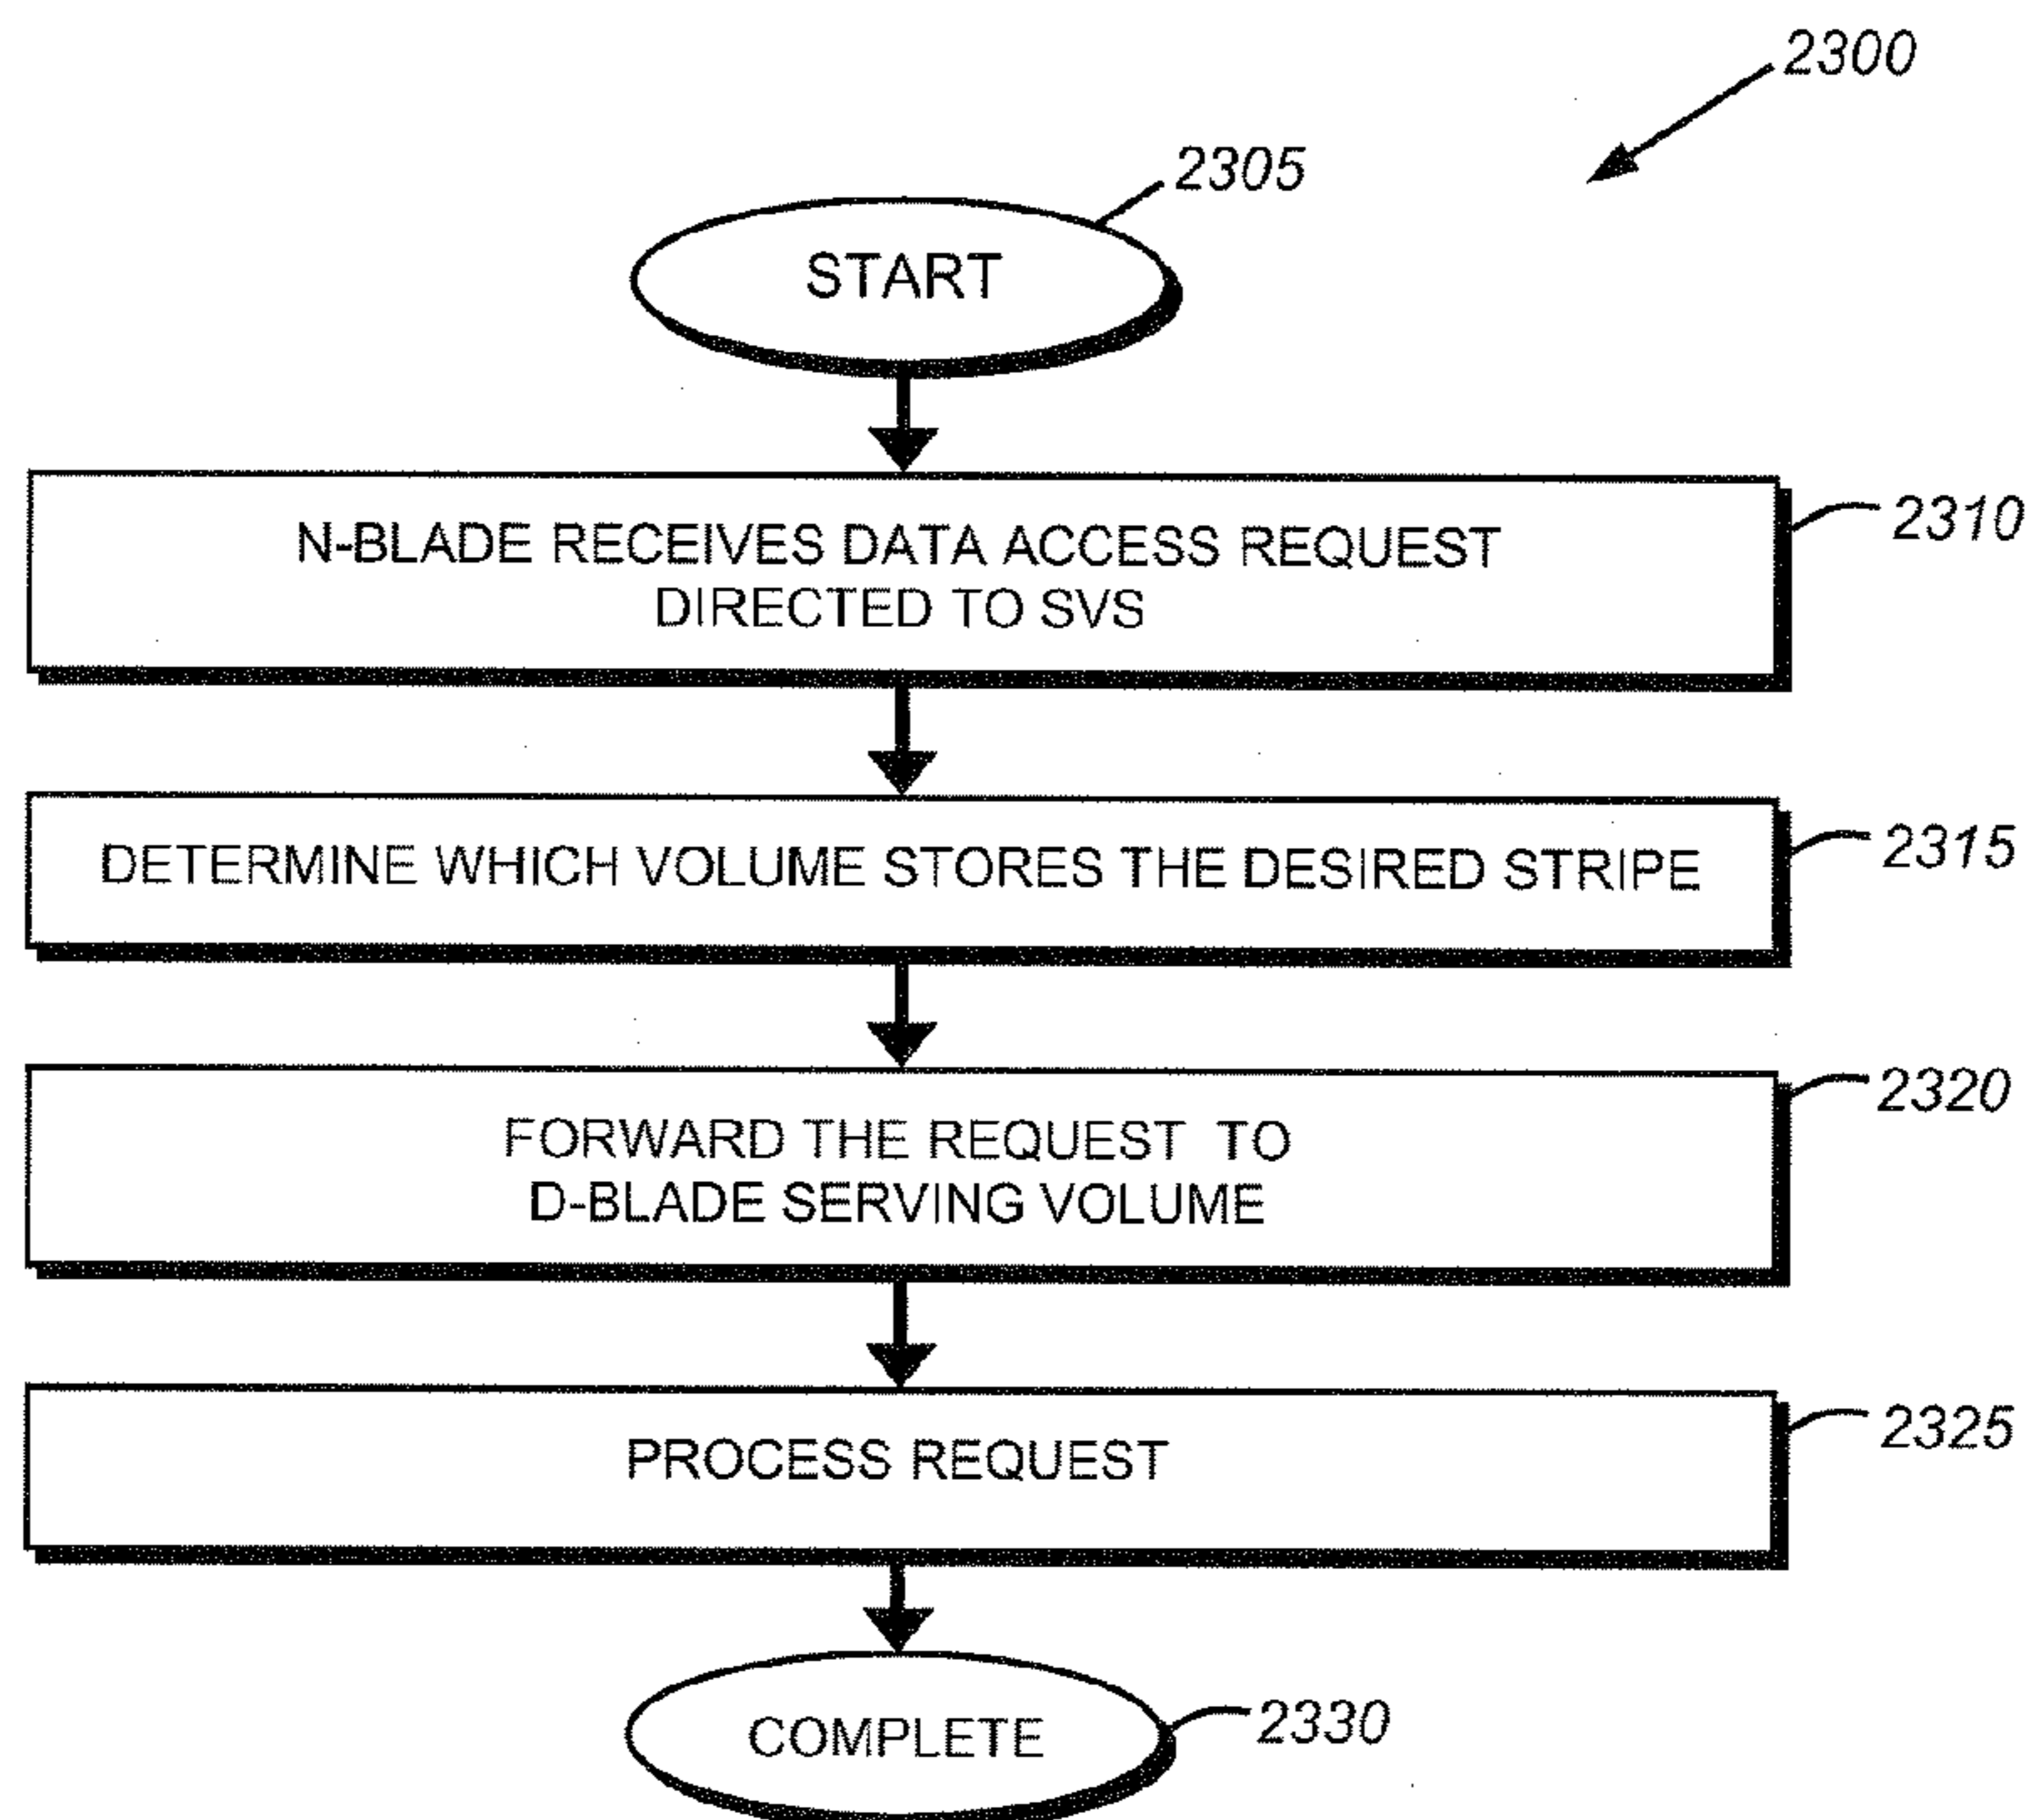 2300
2305
START
N-BLADE RECEIVES DATA ACCESS REQUEST
DIRECTED TO SVS
2310
DETERMINE WHICH VOLUME STORES THE DESIRED STRIPE
2315
FORWARD THE REQUEST TO
D-BLADE SERVING VOLUME
2320
PROCESS REQUEST
2325
COMPLETE
2330